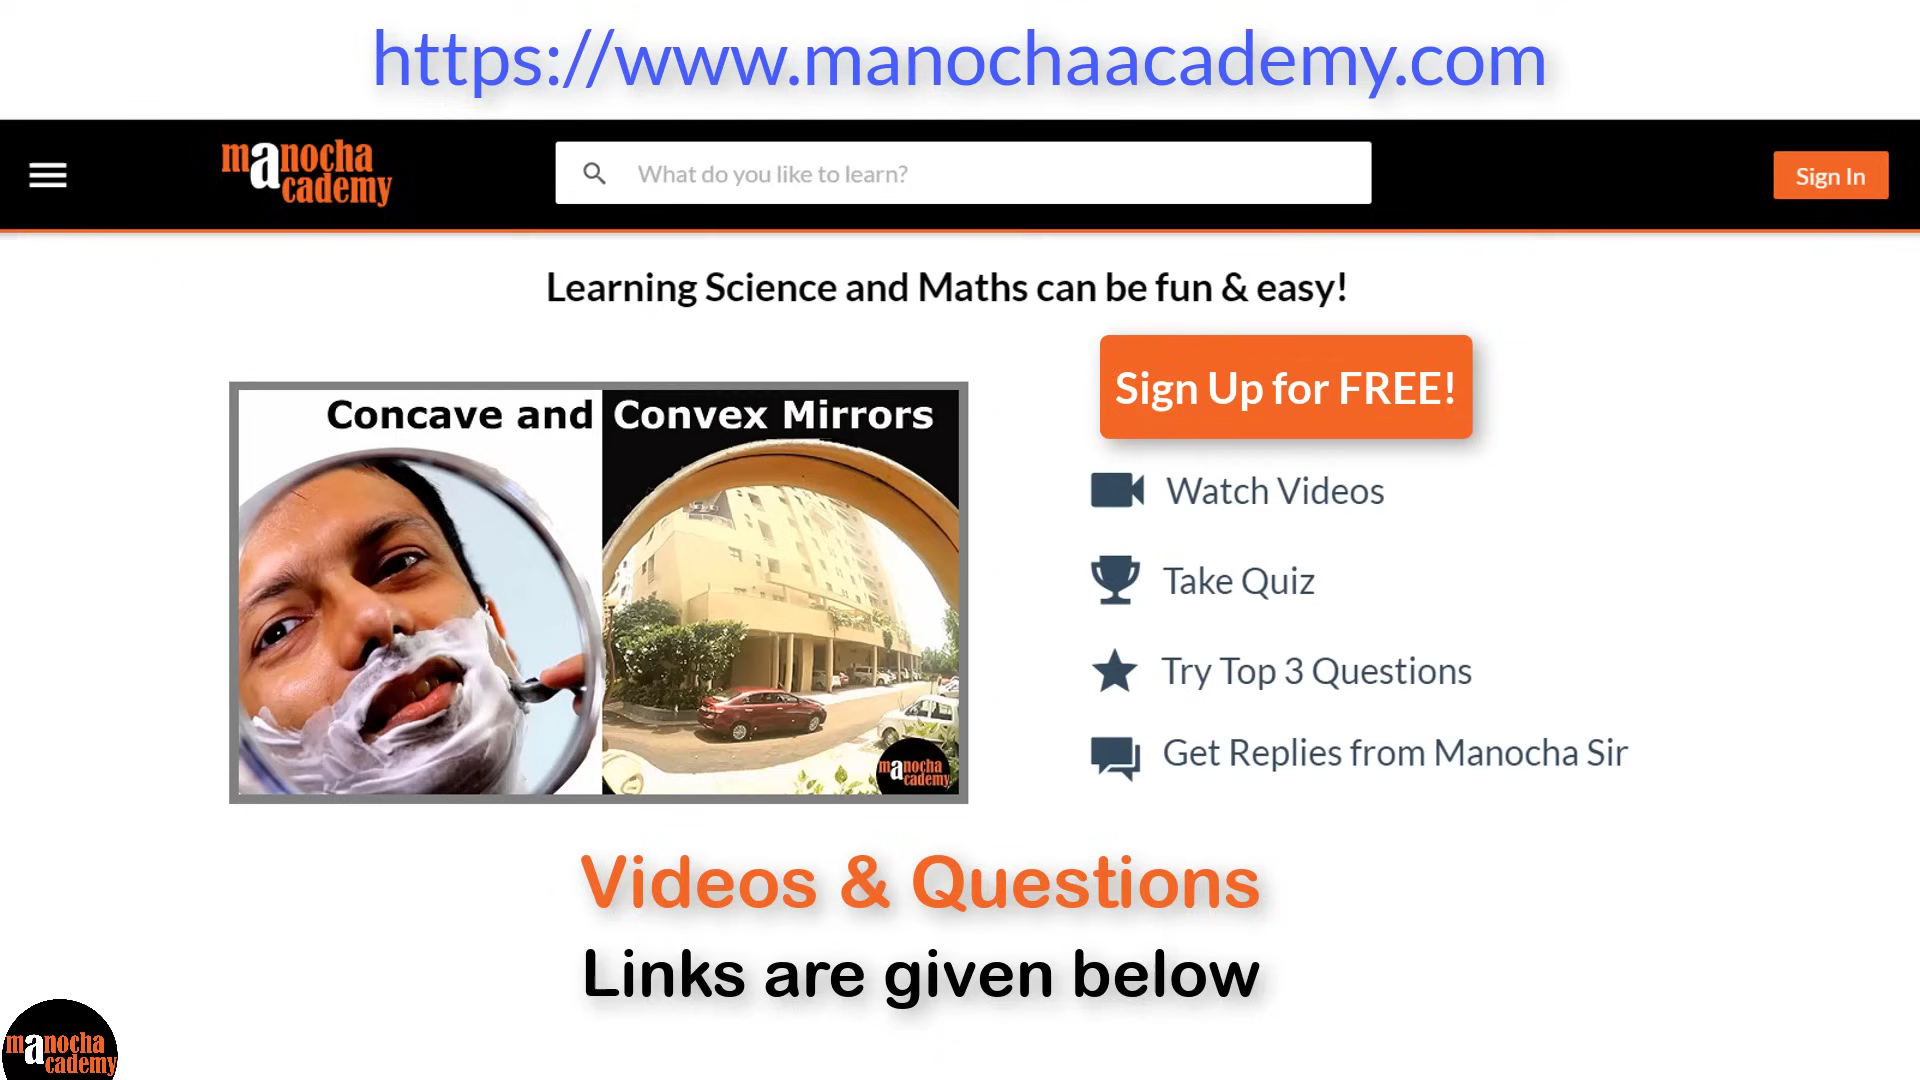 https://www.manochaacademy.com
manocha
academy
What do you like to learn?
Sign In
Learning Science and Maths can be fun & easy!
Sign Up for FREE!
Concave and Convex Mirrors
Watch Videos
Take Quiz
Try Top 3 Questions
Get Replies from Manocha Sir
manocha
academy
Videos & Questions
Links are given below
manocha
academy